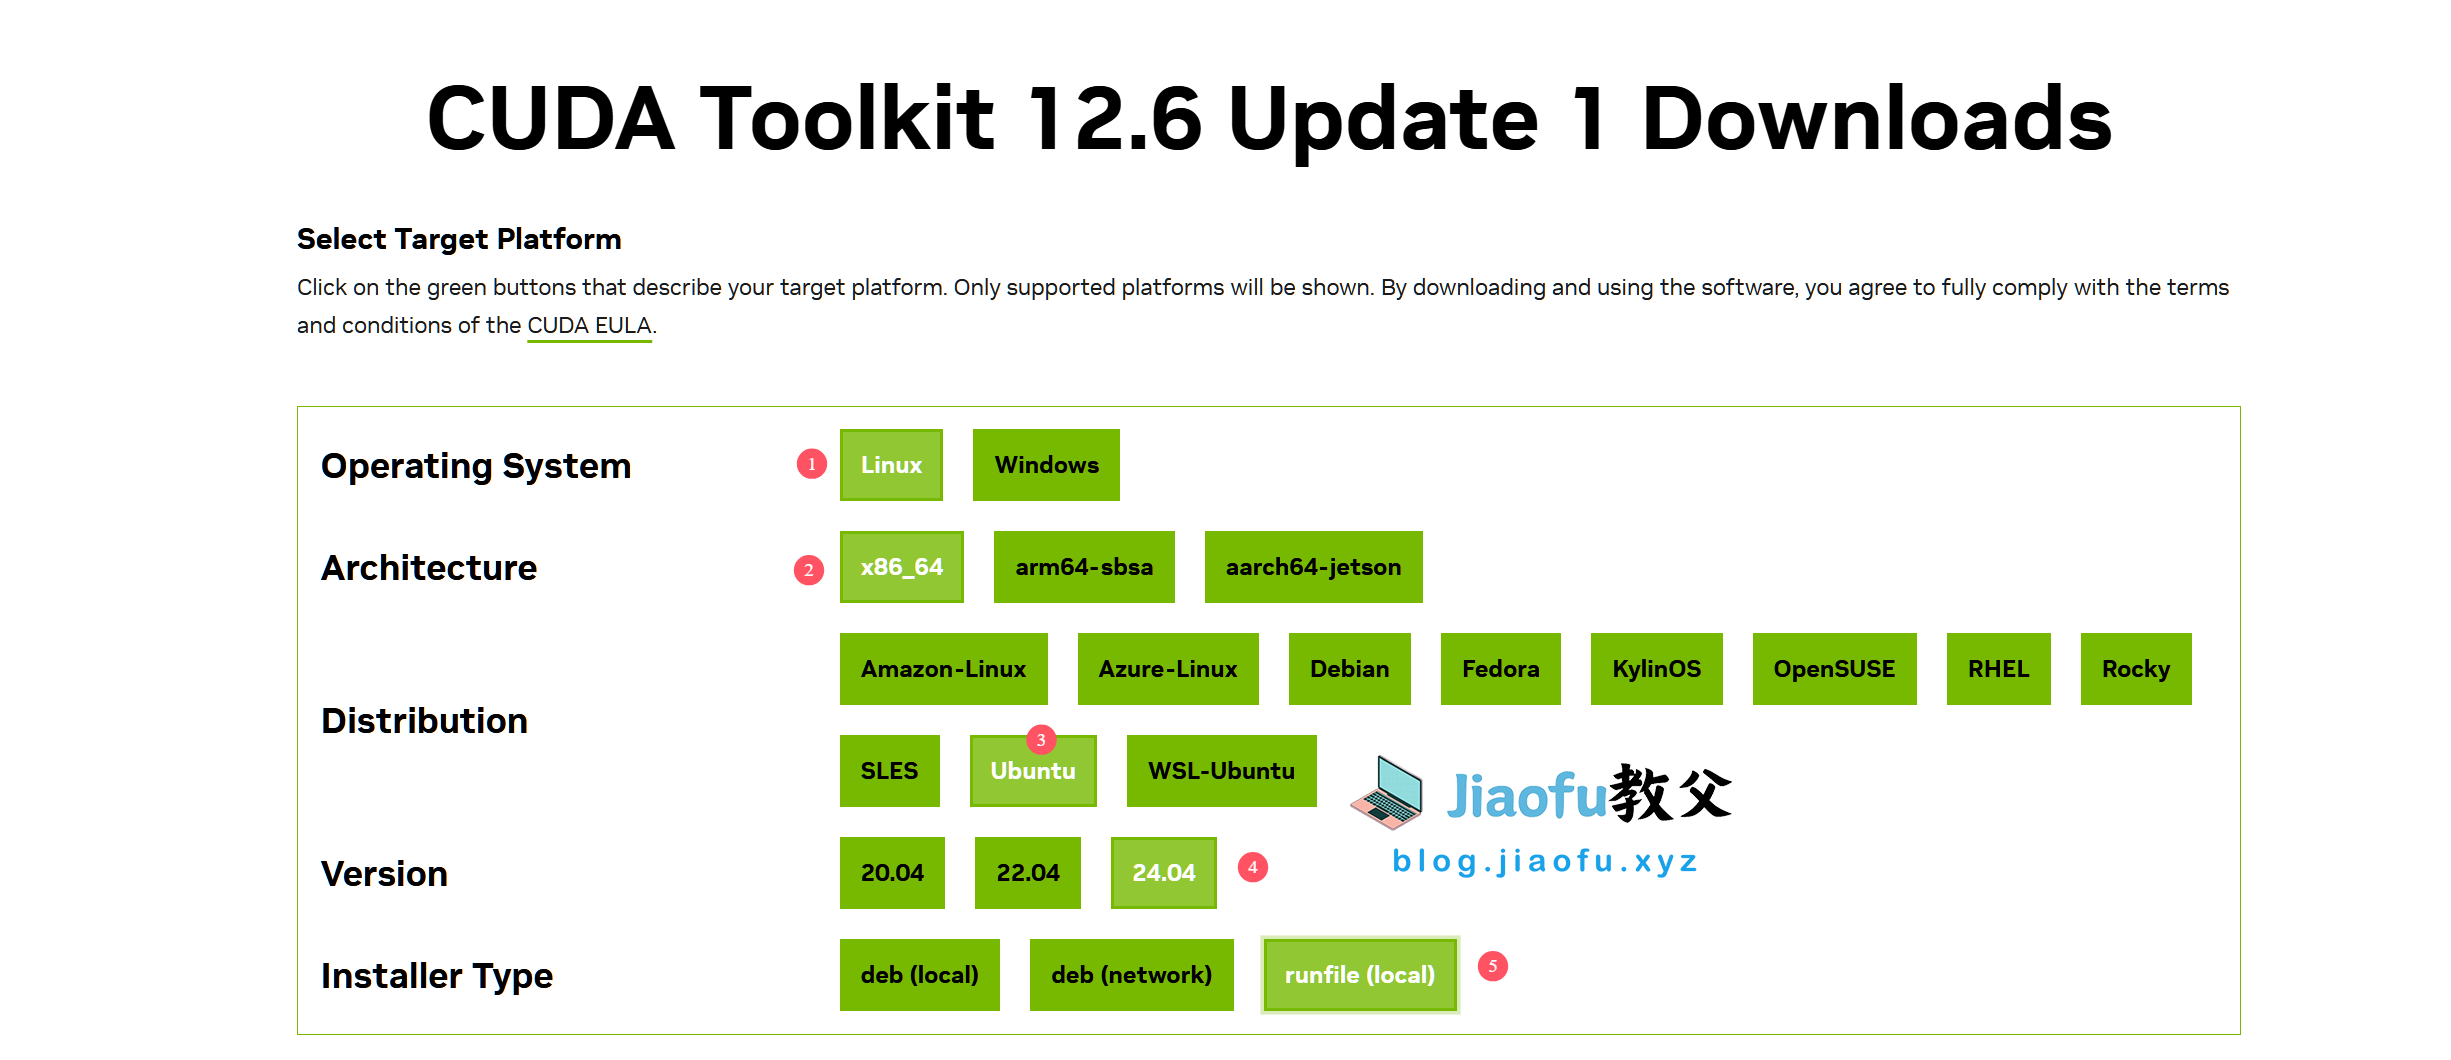 CUDA Toolkit 12.6 Update 1 Downloads
Select Target Platform
Click on the green buttons that describe your target platform. Only supported platforms will be shown. By downloading and using the software, you agree to fully comply with the terms
and conditions of the CUDA EULA.
Operating System 1 Linux Windows
Architecture 2 x86_64 arm64-sbsa aarch64-jetson
Distribution
Amazon-Linux Azure-Linux Debian Fedora KylinOS OpenSUSE RHEL Rocky
SLES 3 Ubuntu WSL-Ubuntu
Jiaofu教父
blog.jiaofu.xyz
Version 20.04 22.04 24.04 4
Installer Type deb (local) deb (network) runfile (local) 5